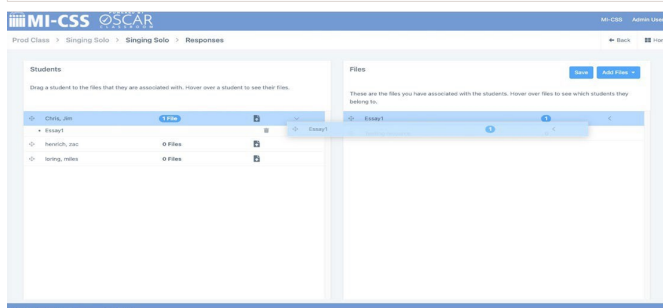 MI-CSS OSCAR
CLASSROOM
MI-CSS Admin User
Prod Class > Singing Solo > Singing Solo > Responses
Back Hom
Students
Drag a student to the files that they are associated with. Hover over a student to see their files.
Chris, Jim 1 File
Essay1
henrich, zac 0 Files
loring, miles 0 Files
Files
Save Add Files
These are the files you have associated with the students. Hover over files to see which students they
belong to.
Essay1 1
Essay1 1